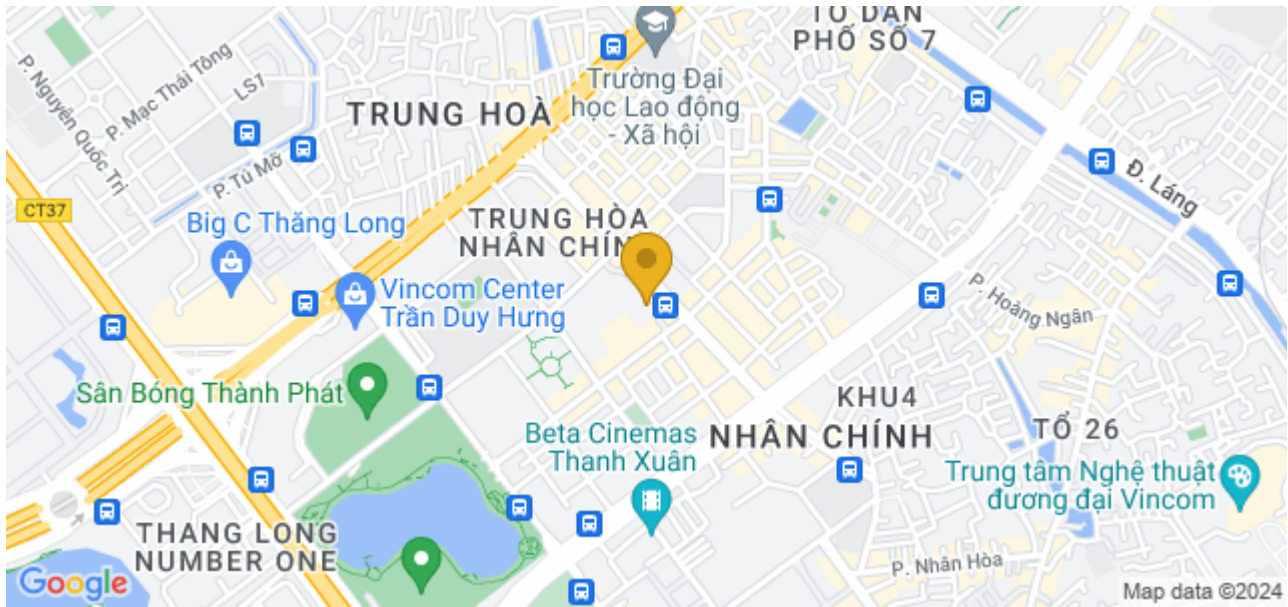 TỔ DÂN
PHỐ SỐ 7
Trường Đại
học Lao động
- Xã hội
P. Nguyễn Quốc Trị
P. Mạc Thái Tông
LS7
TRUNG HOÀ
P. Tú Mỡ
Đ. Láng
CT37
Big C Thăng Long
TRUNG HÒA
NHÂN CHÍN
Vincom Center
Trần Duy Hưng
P. Hoàng Ngân
Sân Bóng Thành Phát
KHU4
TỔ 26
Beta Cinemas
Thanh Xuân
NHÂN CHÍNH
Trung tâm Nghệ thuật
đương đại Vincom
THANG LONG
NUMBER ONE
P. Nhân Hòa
Google
Map data ©2024